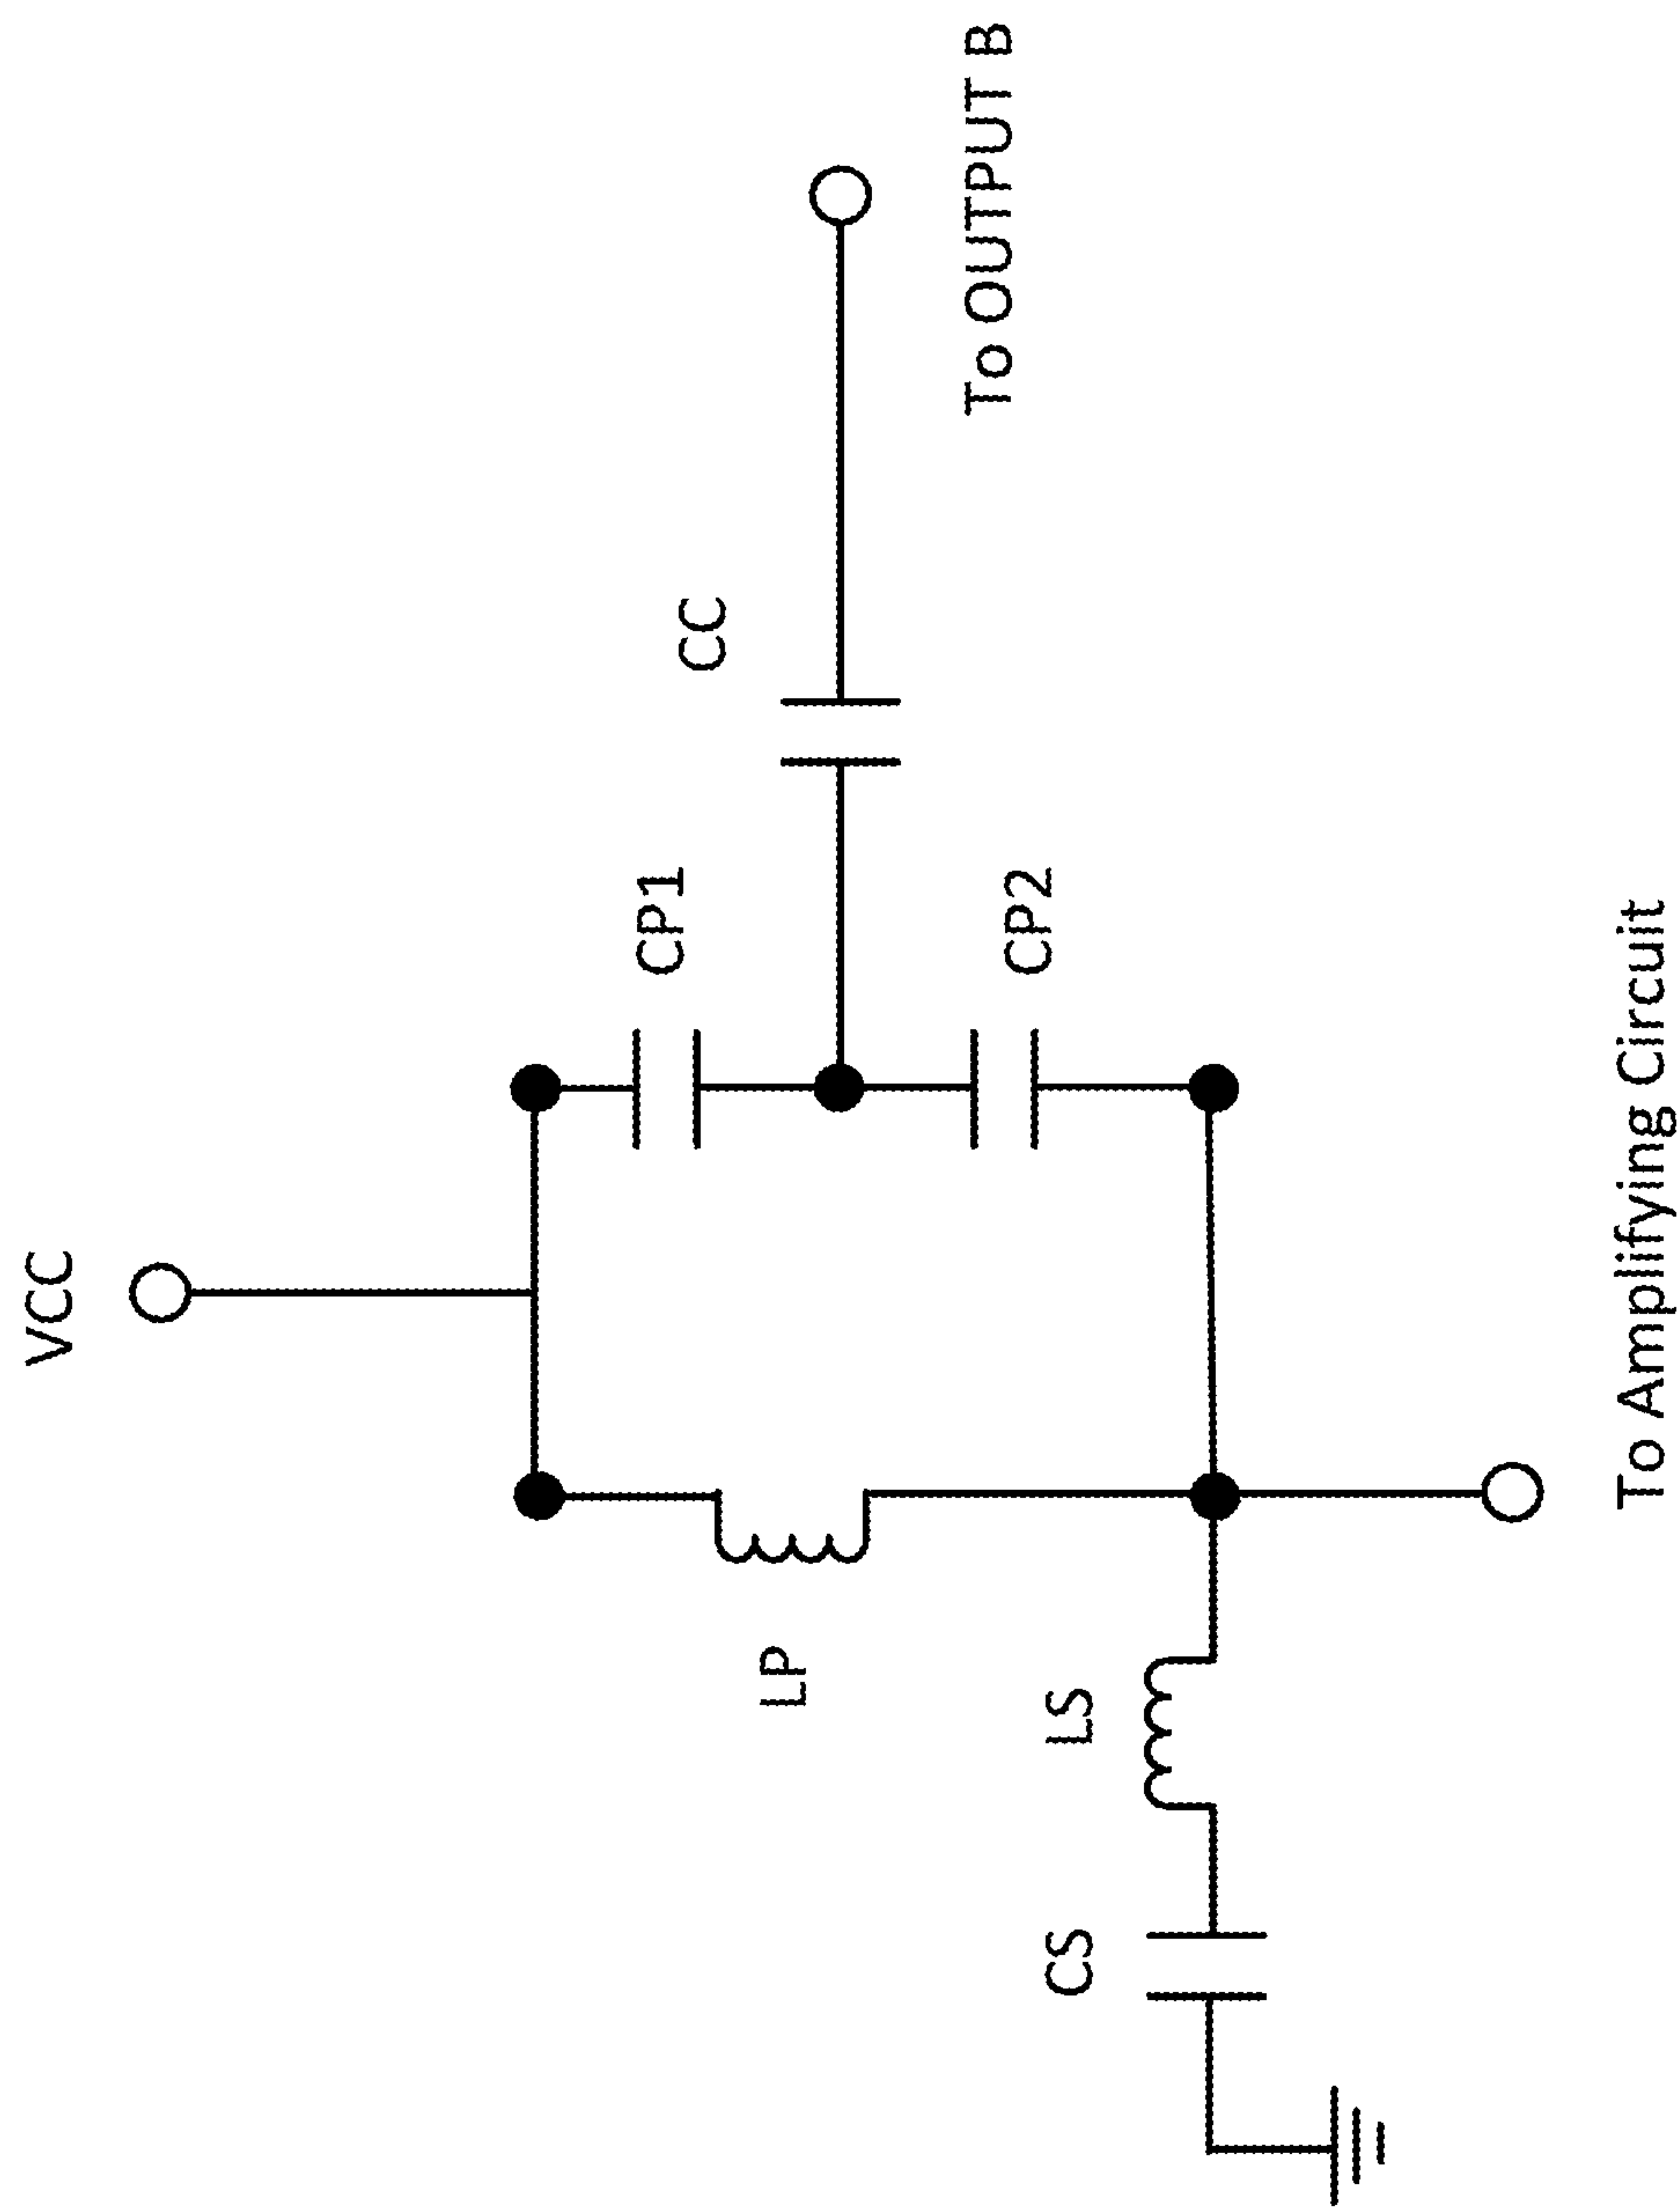 VCC
CP1
CC
LP
To OUTPUT B
CP2
LS
CS
To Amplifying Circuit